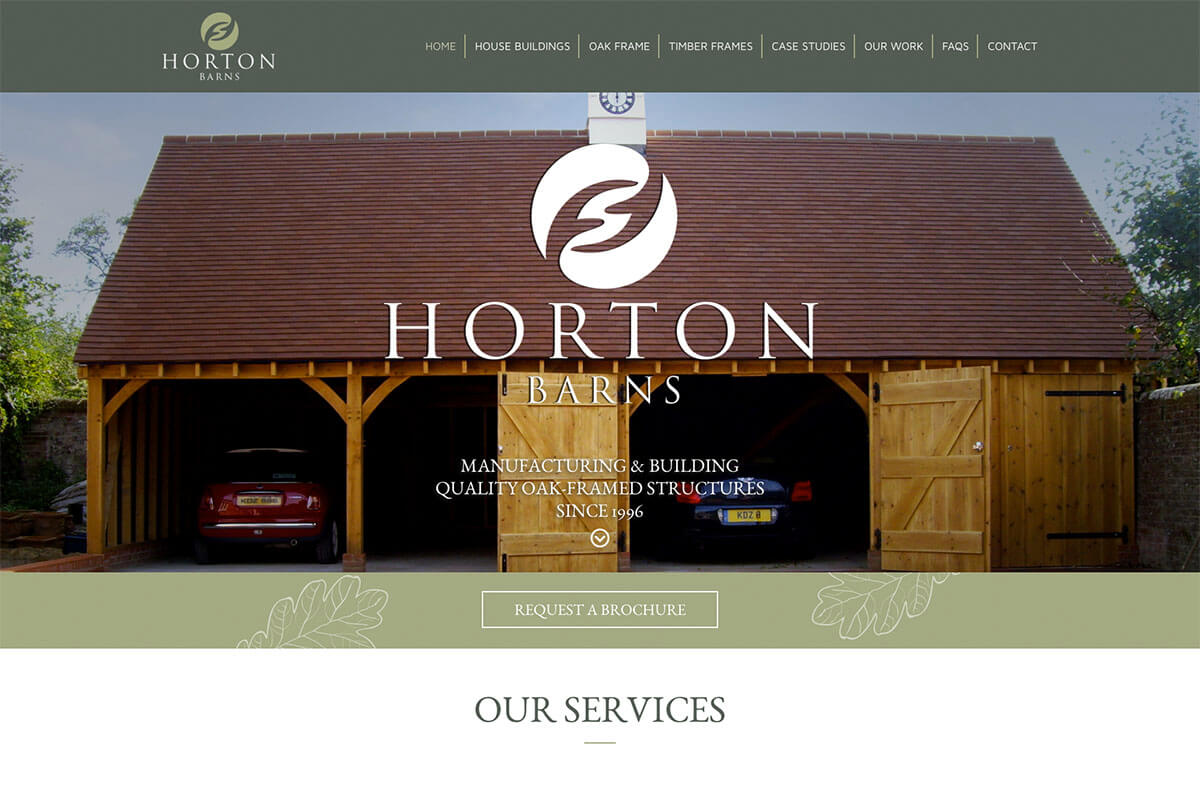 HORTON
BARNS
HOME
HOUSE BUILDINGS
OAK FRAME
TIMBER FRAMES
CASE STUDIES
OUR WORK
FAQS
CONTACT
HORTON
BARNS
MANUFACTURING & BUILDING
QUALITY OAK-FRAMED STRUCTURES
SINCE 1996
REQUEST A BROCHURE
OUR SERVICES